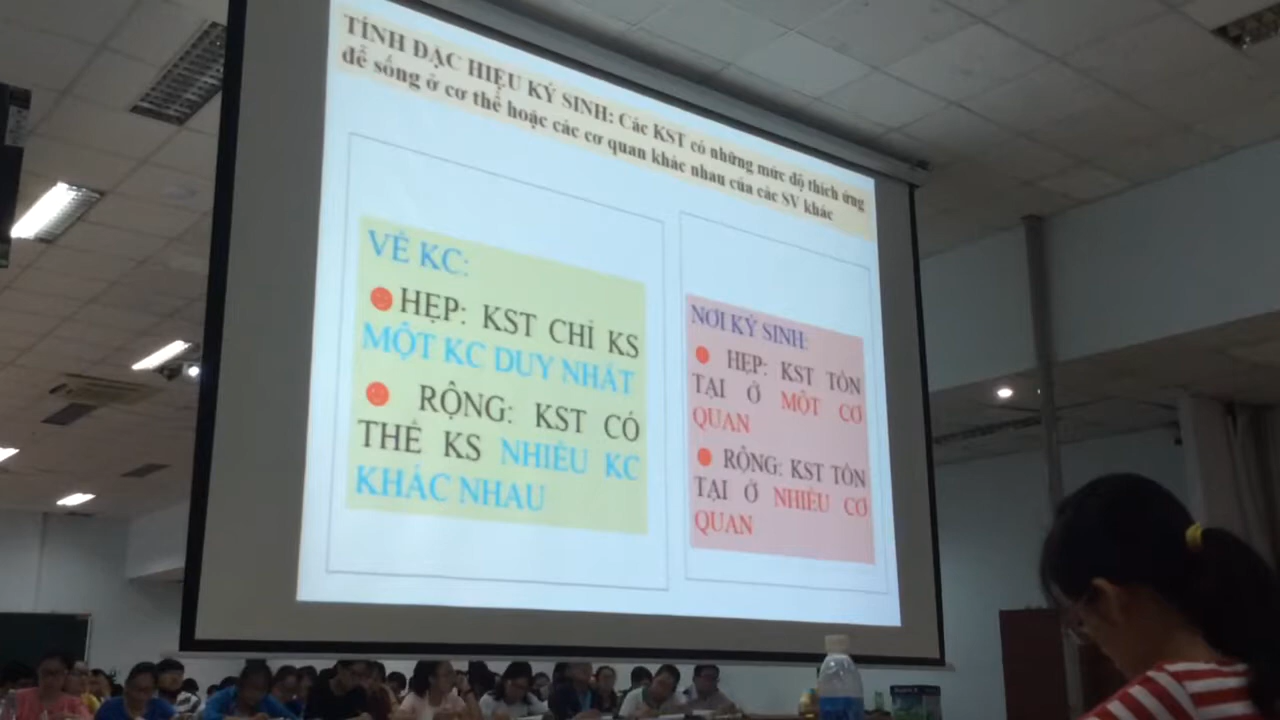 TÍNH ĐẶC HIỆU KÝ SINH: Các KST có những mức độ thích ứng
để sống ở cơ thể hoặc các cơ quan khác nhau của các SV khác
VỀ KC:
HẸP: KST CHỈ KS
MỘT KC DUY NHẤT
RỘNG: KST CÓ
THỂ KS NHIỀU KC
KHÁC NHAU
NƠI KÝ SINH:
HẸP: KST TỒN
TẠI Ở MỘT CƠ
QUAN
RỘNG: KST TỒN
TẠI Ở NHIỀU CƠ
QUAN